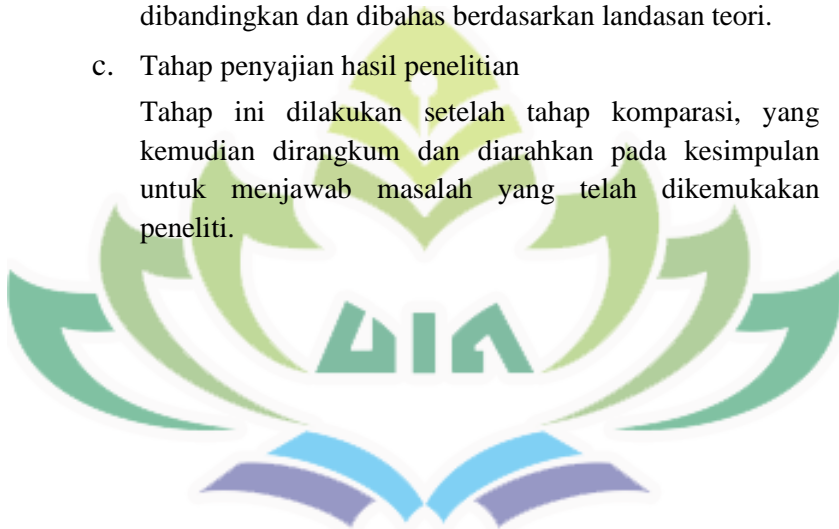 dibandingkan dan dibahas berdasarkan landasan teori.
c. Tahap penyajian hasil penelitian
Tahap ini dilakukan setelah tahap komparasi, yang
kemudian dirangkum dan diarahkan pada kesimpulan
untuk menjawab masalah yang telah dikemukakan
peneliti.
UIN